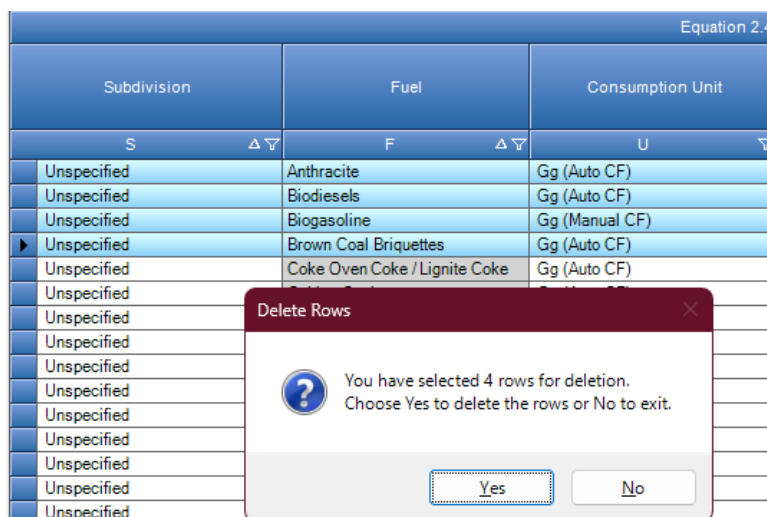 Equation 2.4
Subdivision Fuel Consumption Unit
S F U
Unspecified Anthracite Gg (Auto CF)
Unspecified Biodiesels Gg (Auto CF)
Unspecified Biogasoline Gg (Manual CF)
Unspecified Brown Coal Briquettes Gg (Auto CF)
Unspecified Coke Oven Coke / Lignite Coke Gg (Auto CF)
Unspecified
Unspecified
Unspecified
Unspecified
Unspecified
Unspecified
Unspecified
Unspecified
Unspecified
Unspecified
Delete Rows
You have selected 4 rows for deletion.
Choose Yes to delete the rows or No to exit.
Yes No